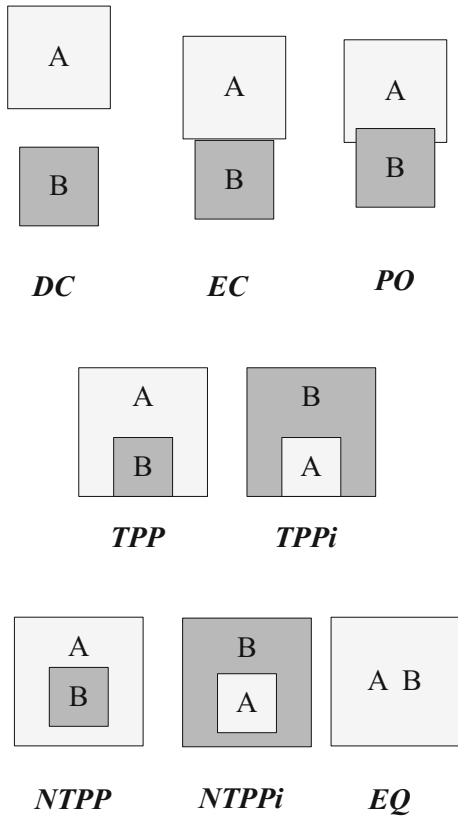 A A A
B B B
DC EC PO
A B
B A
TPP TPPi
A B A B
B A
NTPP NTPPi EQ